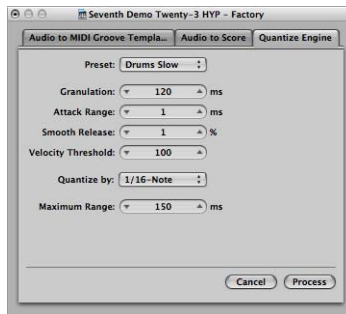 Seventh Demo Twenty-3 HYP - Factory
Audio to MIDI Groove Templa... Audio to Score Quantize Engine
Preset: Drums Slow
Granulation: 120 ms
Attack Range: 1 ms
Smooth Release: 1 %
Velocity Threshold: 100
Quantize by: 1/16-Note
Maximum Range: 150 ms
Cancel Process